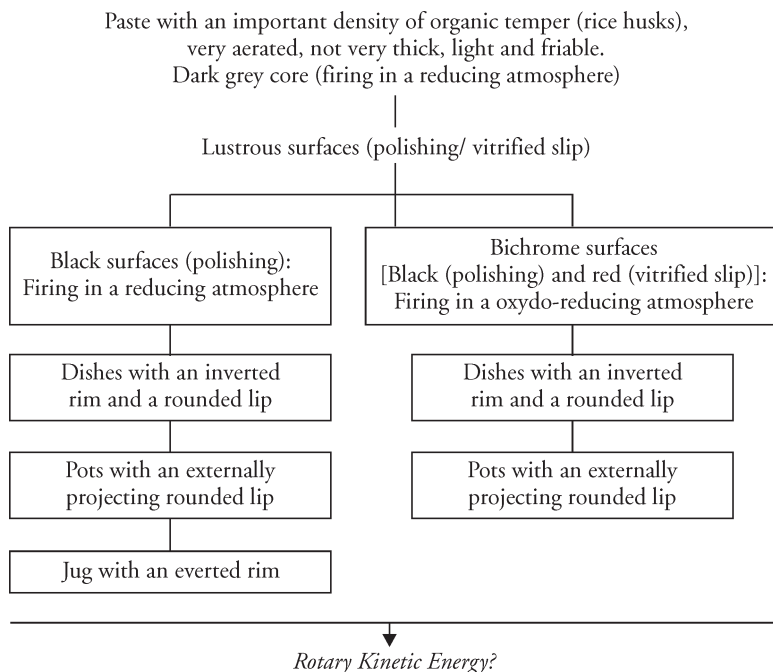 Paste with an important density of organic temper (rice husks),
very aerated, not very thick, light and friable.
Dark grey core (firing in a reducing atmosphere)
Lustrous surfaces (polishing/ vitrified slip)
Black surfaces (polishing):
Firing in a reducing atmosphere
Bichrome surfaces
[Black (polishing) and red (vitrified slip)]:
Firing in a oxydo-reducing atmosphere
Dishes with an inverted
rim and a rounded lip
Dishes with an inverted
rim and a rounded lip
Pots with an externally
projecting rounded lip
Pots with an externally
projecting rounded lip
Jug with an everted rim
Rotary Kinetic Energy?